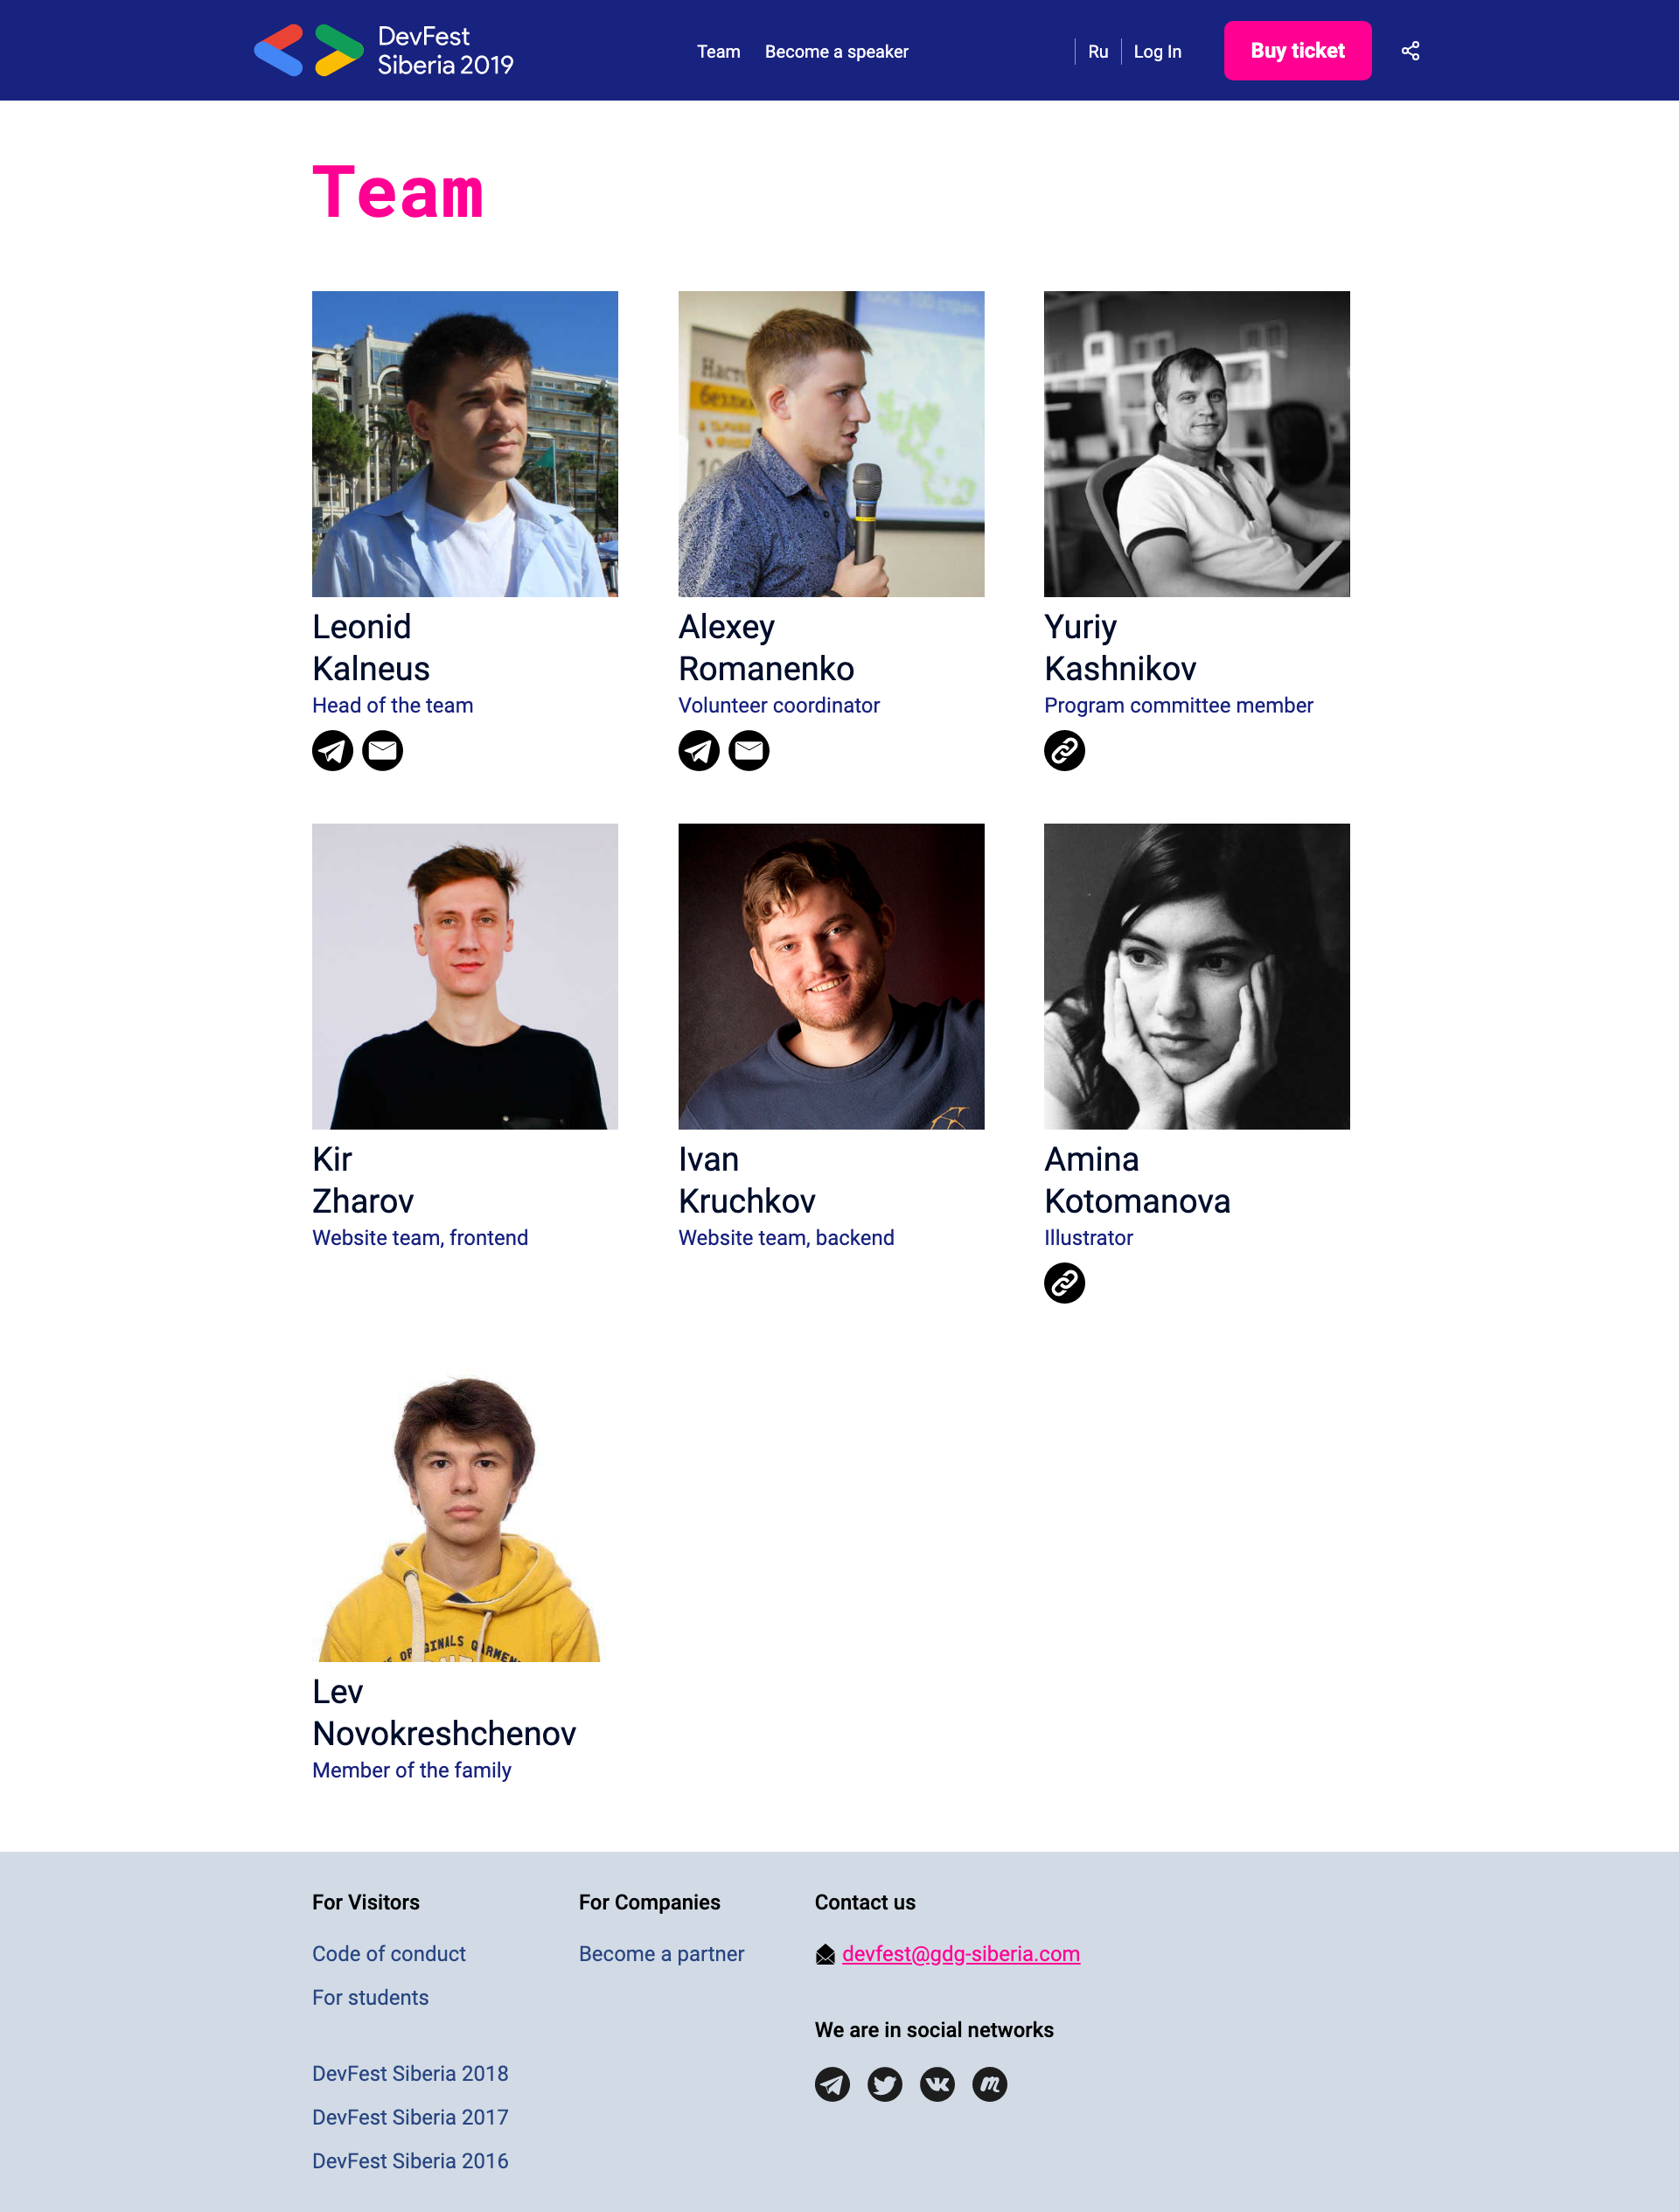 DevFest
Siberia 2019
Team
Become a speaker
Ru
Log In
Buy ticket
Team
100 стран,
Leonid
Kalneus
Head of the team
Alexey
Romanenko
Volunteer coordinator
Yuriy
Kashnikov
Program committee member
Kir
Zharov
Website team, frontend
Ivan
Kruchkov
Website team, backend
Amina
Kotomanova
Illustrator
Lev
Novokreshchenov
Member of the family
For Visitors
For Companies
Contact us
Code of conduct
Become a partner
devfest@gdg-siberia.com
For students
We are in social networks
DevFest Siberia 2018
DevFest Siberia 2017
DevFest Siberia 2016